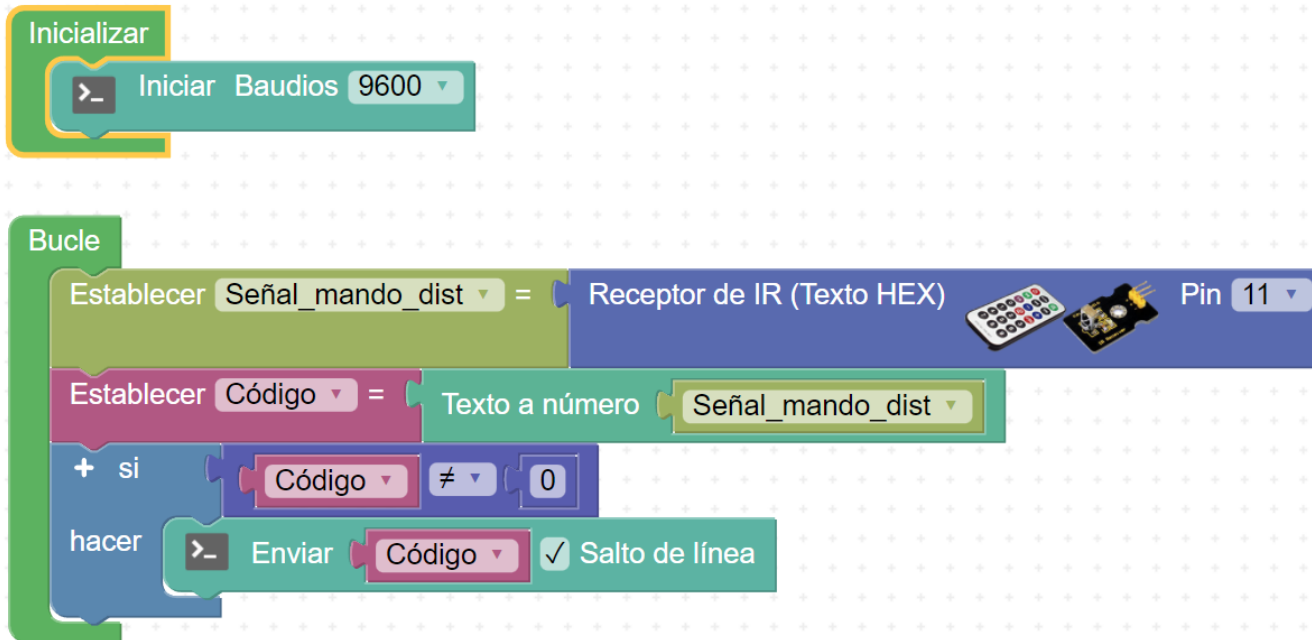 Inicializar
>_ Iniciar Baudios 9600
Bucle
Establecer Señal_mando_dist = Receptor de IR (Texto HEX) Pin 11
Establecer Código = Texto a número Señal_mando_dist
+ si Código ≠ 0
hacer >_ Enviar Código ✓ Salto de línea